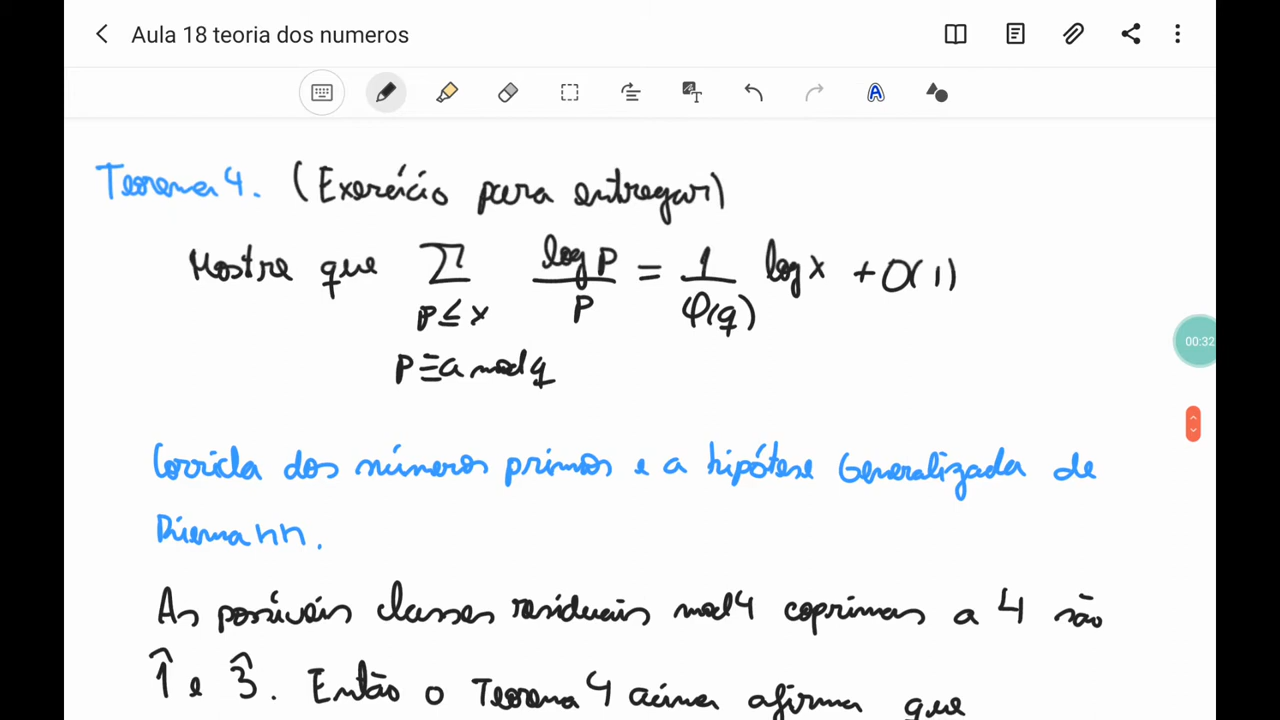 Aula 18 teoria dos numeros
Teorema 4. (Exercício para entregar)
Mostre que ∑ log p / p = 1/φ(q) log x + O(1)
p ≤ x
p ≡ a mod q
00:32
Corrida dos números primos e a hipótese Generalizada de
Riemann.
As possíveis classes residuais mod 4 coprimas a 4 são
1̂ e 3̂. Então o Teorema 4 acima afirma que